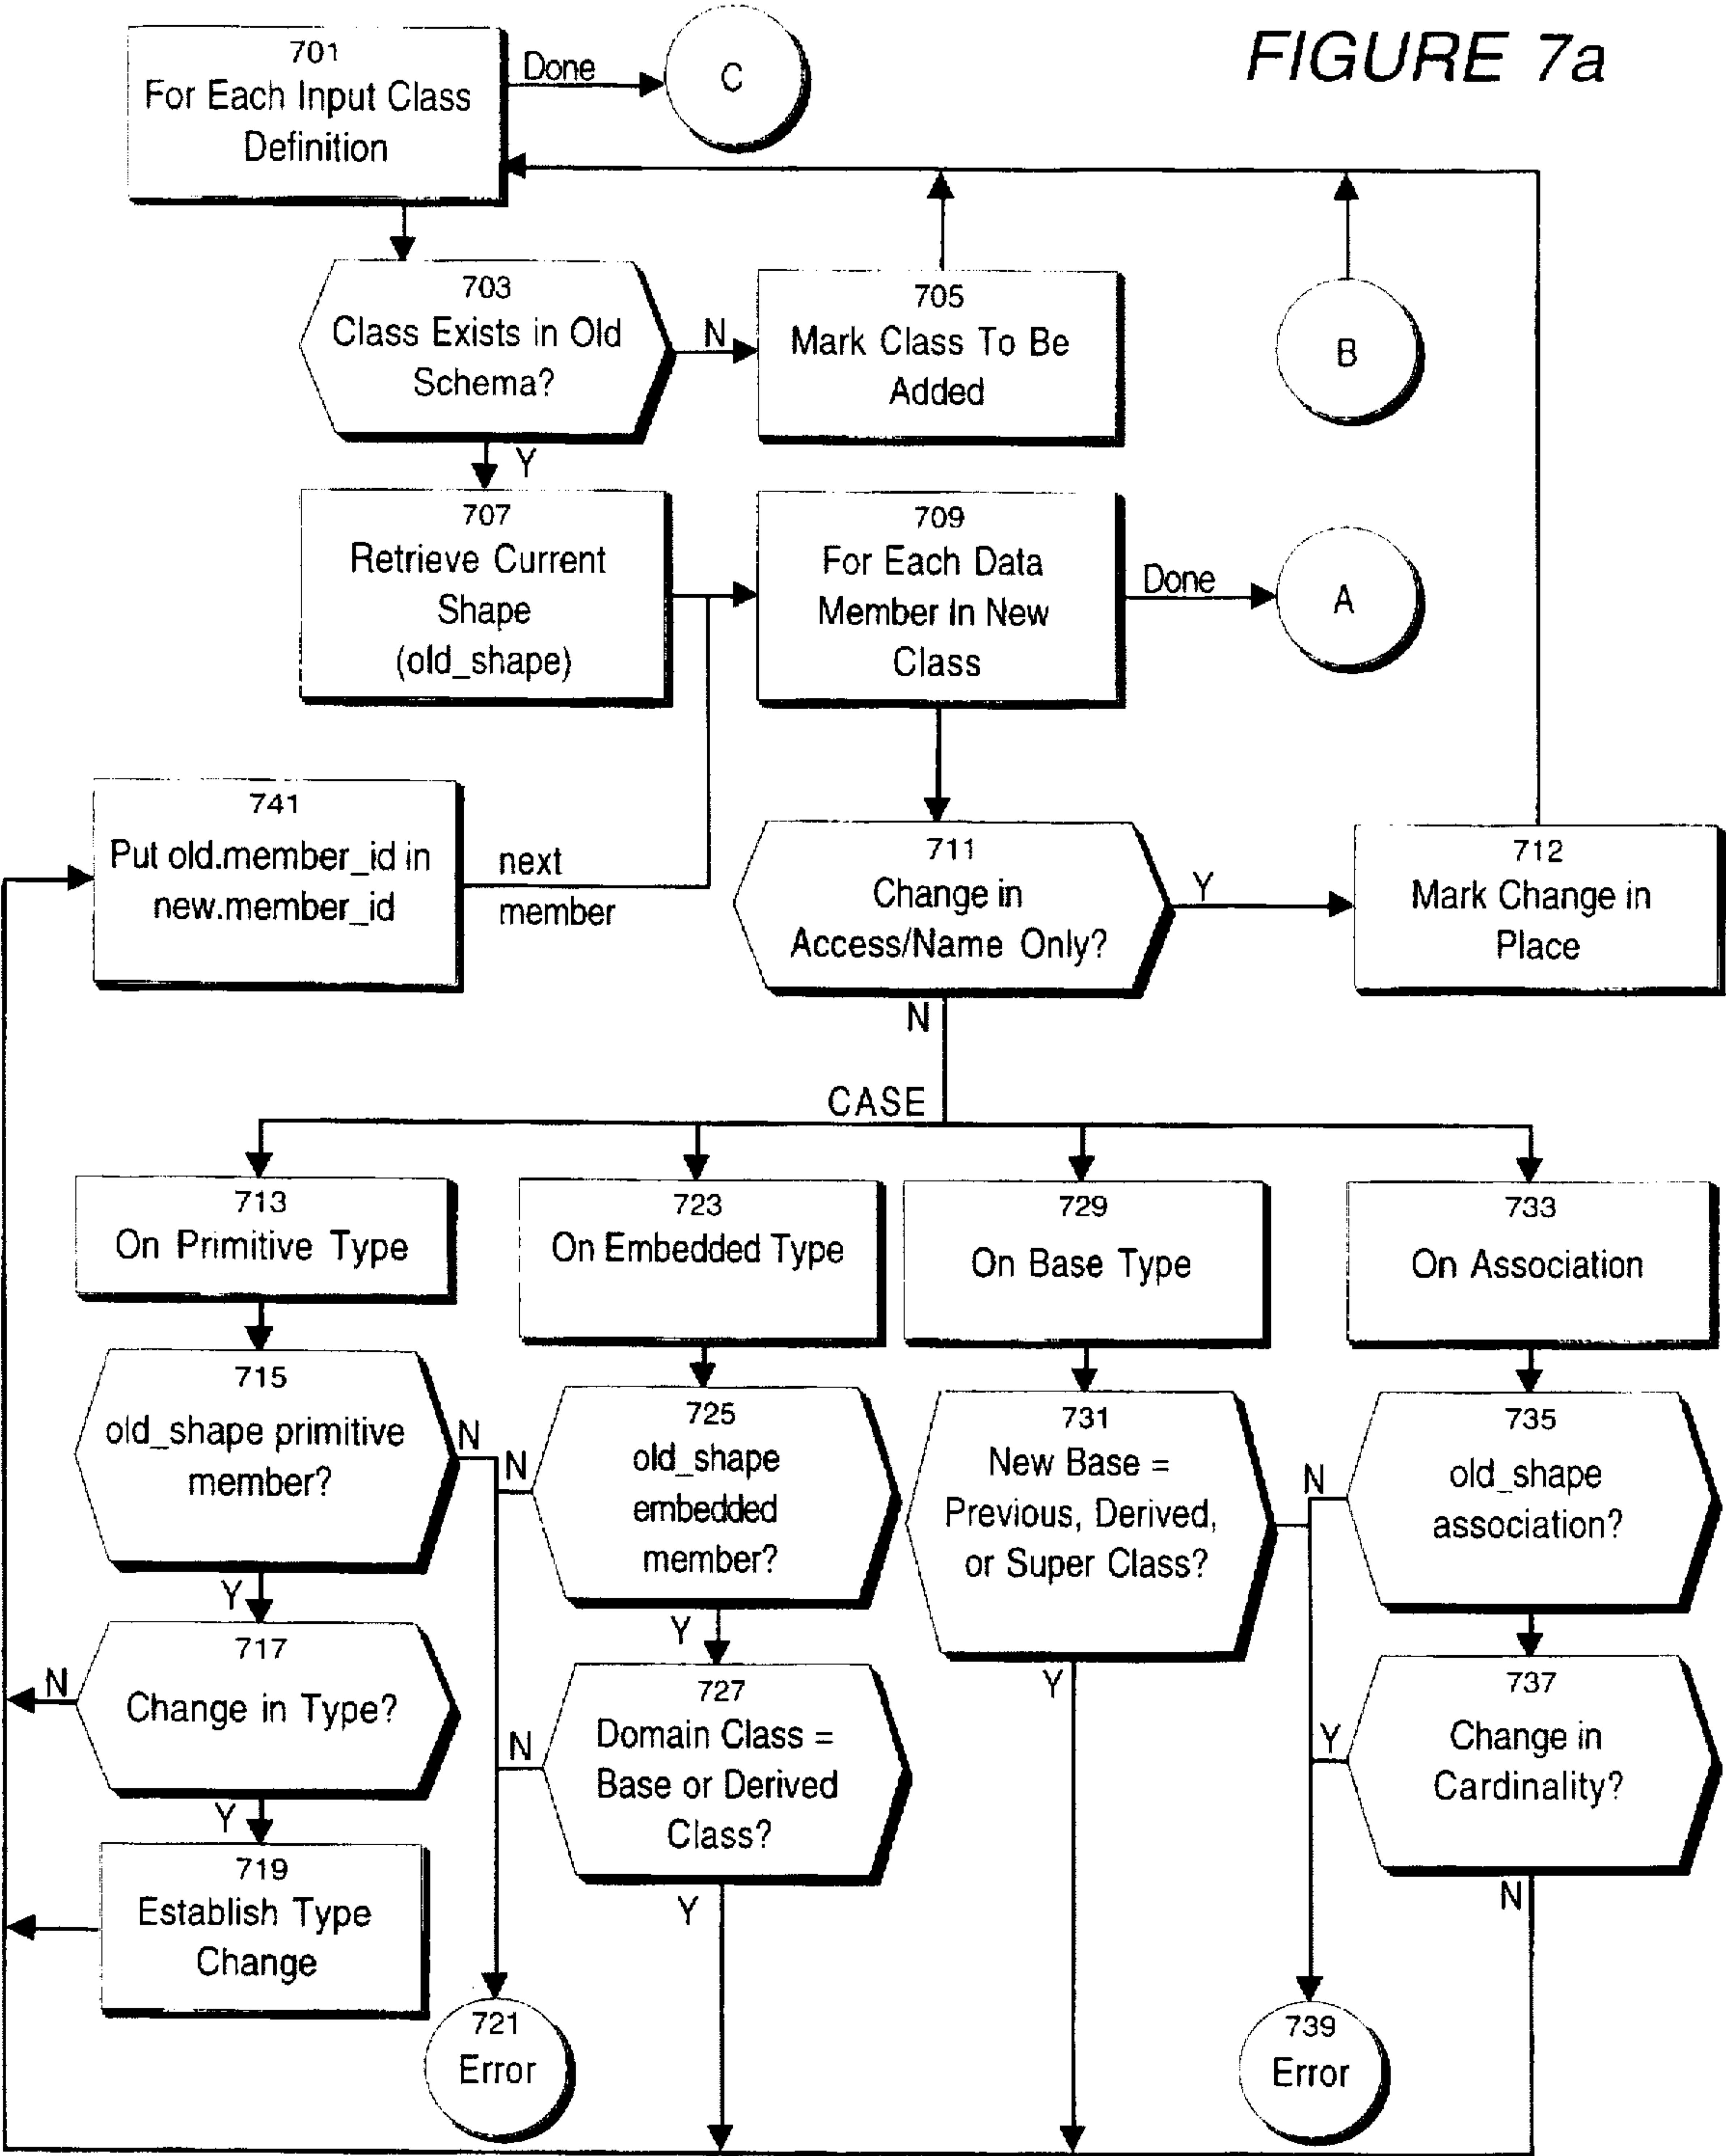 FIGURE 7a
701
For Each Input Class
Definition
Done
C
703
Class Exists in Old
Schema?
N
705
Mark Class To Be
Added
B
Y
707
Retrieve Current
Shape
(old_shape)
709
For Each Data
Member In New
Class
Done
A
741
Put old.member_id in
new.member_id
next
member
711
Change in
Access/Name Only?
Y
712
Mark Change in
Place
N
CASE
713
On Primitive Type
723
On Embedded Type
729
On Base Type
733
On Association
715
old_shape primitive
member?
N
N
725
old_shape
embedded
member?
731
New Base =
Previous, Derived,
or Super Class?
N
735
old_shape
association?
Y
717
Change in Type?
N
Y
727
Domain Class =
Base or Derived
Class?
N
Y
737
Change in
Cardinality?
Y
Y
719
Establish Type
Change
Y
N
721
Error
739
Error